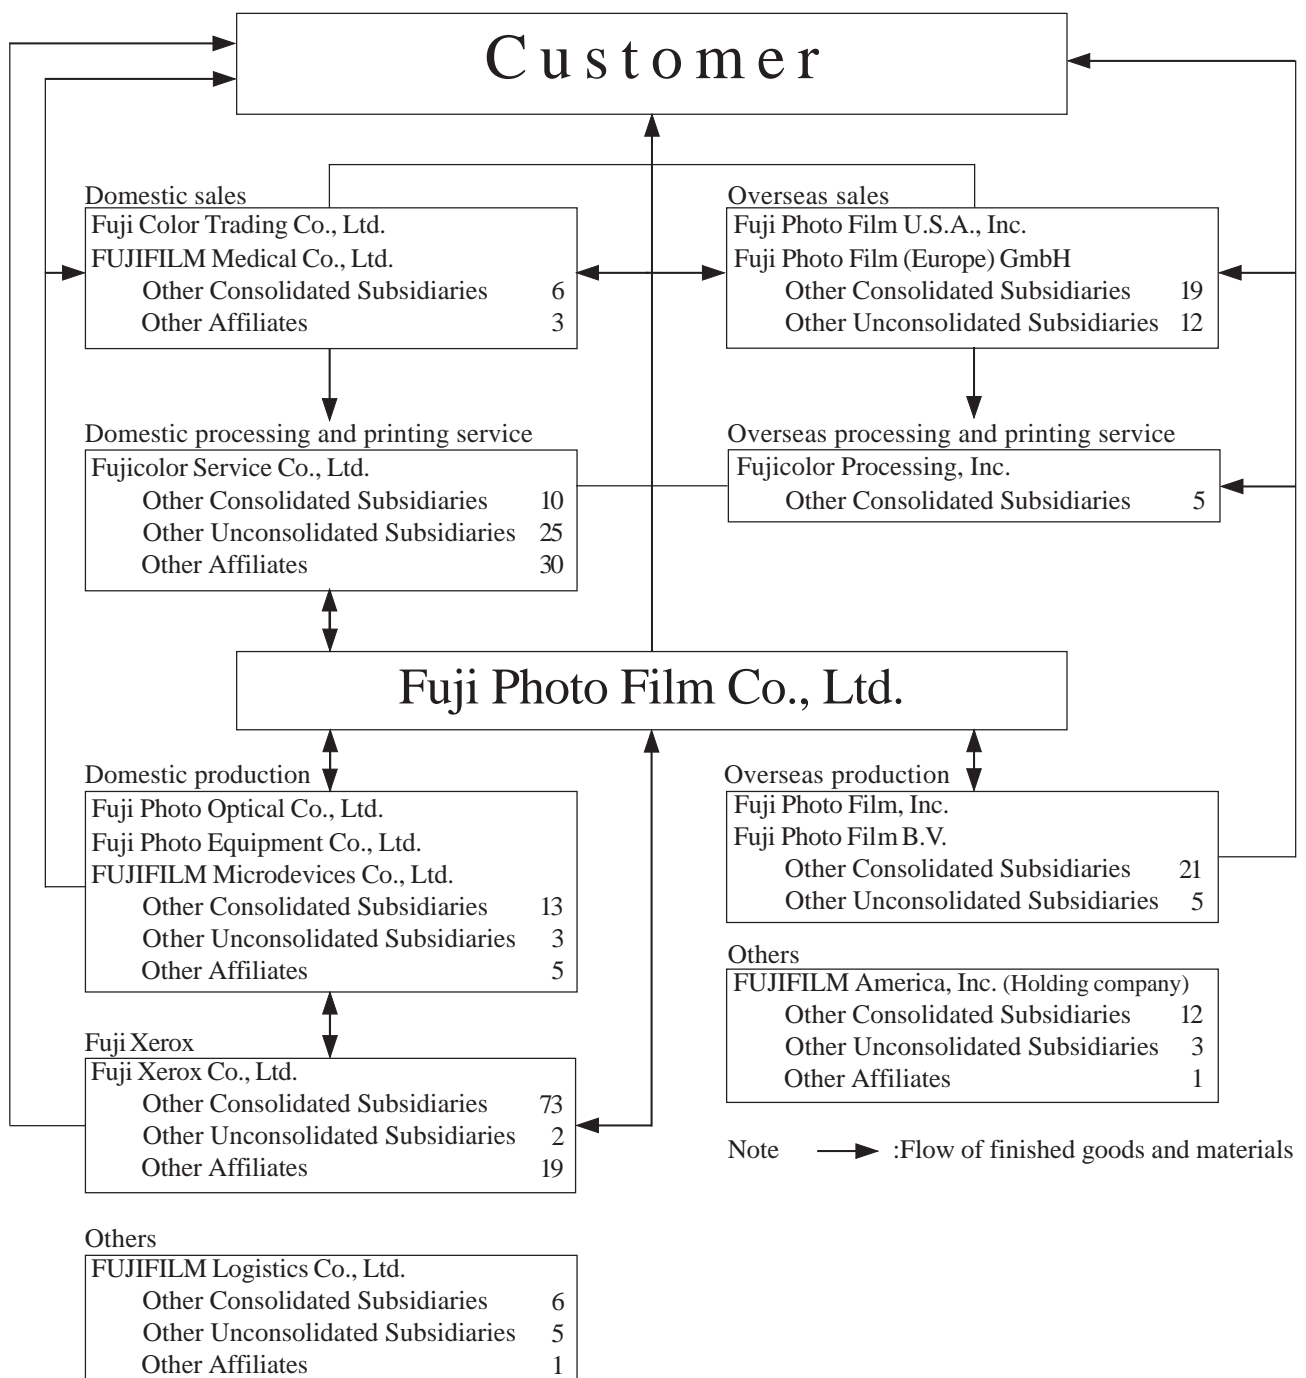 Customer
Domestic sales
Fuji Color Trading Co., Ltd.
FUJIFILM Medical Co., Ltd.
Other Consolidated Subsidiaries 6
Other Affiliates 3
Overseas sales
Fuji Photo Film U.S.A., Inc.
Fuji Photo Film (Europe) GmbH
Other Consolidated Subsidiaries 19
Other Unconsolidated Subsidiaries 12
Domestic processing and printing service
Fujicolor Service Co., Ltd.
Other Consolidated Subsidiaries 10
Other Unconsolidated Subsidiaries 25
Other Affiliates 30
Overseas processing and printing service
Fujicolor Processing, Inc.
Other Consolidated Subsidiaries 5
Fuji Photo Film Co., Ltd.
Domestic production
Fuji Photo Optical Co., Ltd.
Fuji Photo Equipment Co., Ltd.
FUJIFILM Microdevices Co., Ltd.
Other Consolidated Subsidiaries 13
Other Unconsolidated Subsidiaries 3
Other Affiliates 5
Overseas production
Fuji Photo Film, Inc.
Fuji Photo Film B.V.
Other Consolidated Subsidiaries 21
Other Unconsolidated Subsidiaries 5
Others
FUJIFILM America, Inc. (Holding company)
Other Consolidated Subsidiaries 12
Other Unconsolidated Subsidiaries 3
Other Affiliates 1
Fuji Xerox
Fuji Xerox Co., Ltd.
Other Consolidated Subsidiaries 73
Other Unconsolidated Subsidiaries 2
Other Affiliates 19
Note :Flow of finished goods and materials
Others
FUJIFILM Logistics Co., Ltd.
Other Consolidated Subsidiaries 6
Other Unconsolidated Subsidiaries 5
Other Affiliates 1